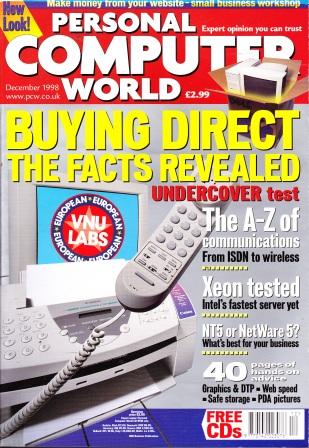 Make money from your website - small business workshop
New
Look!
PERSONAL
Expert opinion you can trust
COMPUTER
December 1998
www.pcw.co.uk
WORLD
£2.99
BUYING DIRECT
THE FACTS REVEALED
UNDERCOVER test
EUROPEAN EUROPEAN
VNU
LABS
EUROPEAN EUROPEAN
The A-Z of
communications
From ISDN to wireless
Xeon tested
Intel's fastest server yet
NT5 or NetWare 5?
What's best for your business
40 pages of
hands on
advice
Graphics & DTP • Web speed
• Safe storage • PDA pictures
FREE
CDs